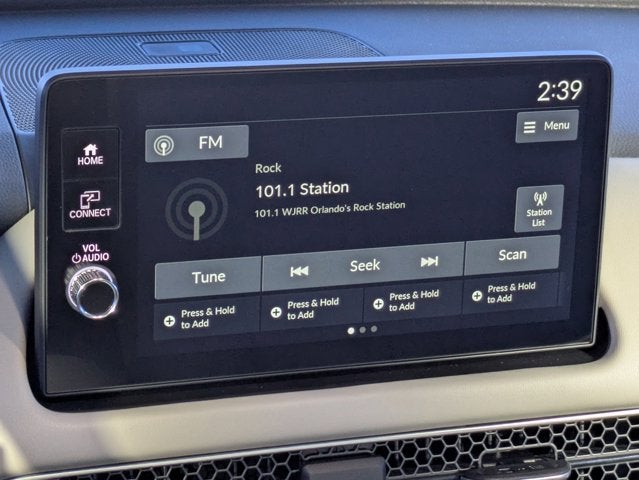 2:39
FM
Menu
HOME
Rock
101.1 Station
101.1 WJRR Orlando's Rock Station
CONNECT
Station
List
VOL
AUDIO
Tune
Seek
Scan
Press & Hold
to Add
Press & Hold
to Add
Press & Hold
to Add
Press & Hold
to Add